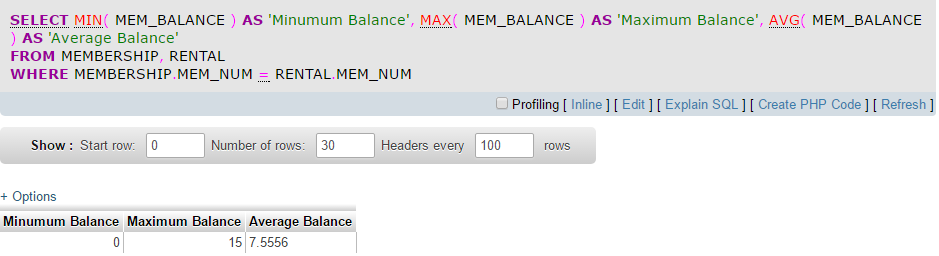 SELECT MIN( MEM_BALANCE ) AS 'Minumum Balance', MAX( MEM_BALANCE ) AS 'Maximum Balance', AVG( MEM_BALANCE
) AS 'Average Balance'
FROM MEMBERSHIP, RENTAL
WHERE MEMBERSHIP.MEM_NUM = RENTAL.MEM_NUM
Profiling [ Inline ] [ Edit ] [ Explain SQL ] [ Create PHP Code ] [ Refresh ]
Show : Start row: 0 Number of rows: 30 Headers every 100 rows
+ Options
Minumum Balance Maximum Balance Average Balance
0 15 7.5556